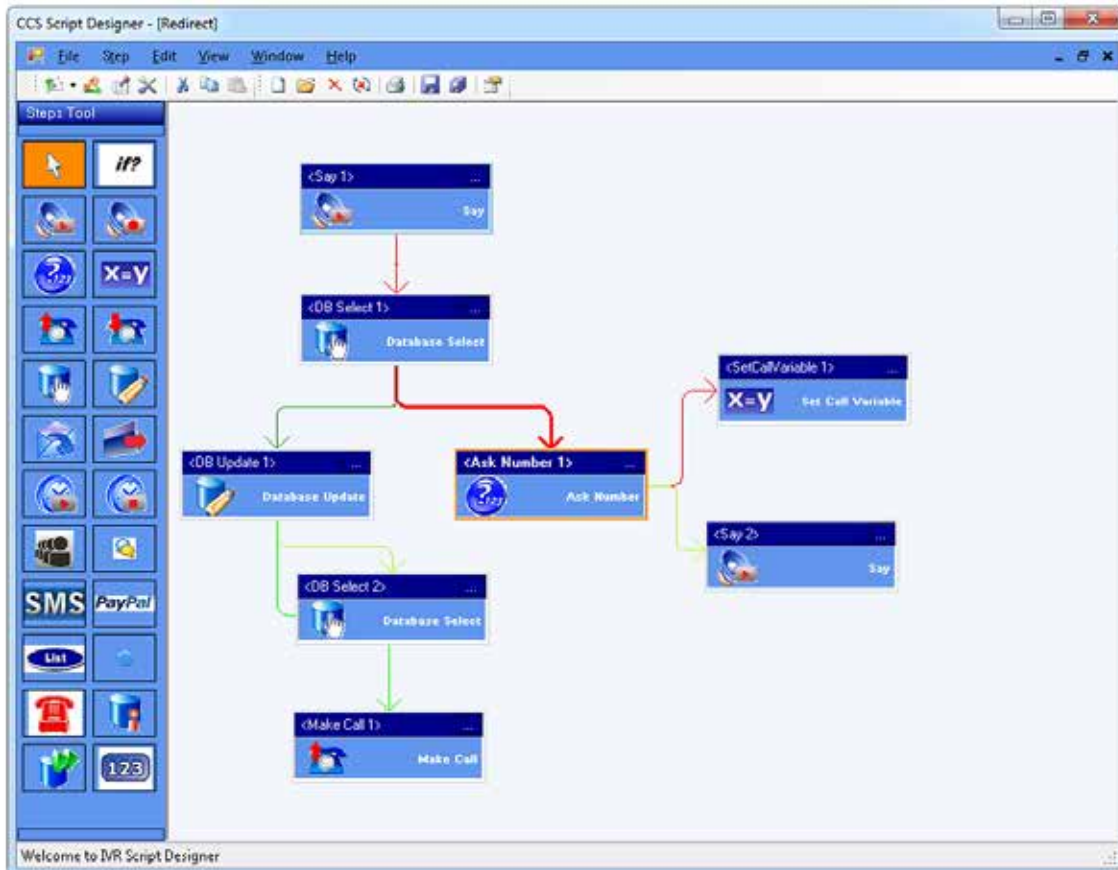 CCS Script Designer - [Redirect]
File Step Edit View Window Help
Steps Tool
if?
?..123
x=y
SMS
PayPal
List
123
<Say 1> ...
Say
<DB Select 1> ...
Database Select
<SetCallVariable 1> ...
x=y Set Call Variable
<DB Update 1> ...
Database Update
<Ask Number 1> ...
?..123 Ask Number
<Say 2> ...
Say
<DB Select 2> ...
Database Select
<Make Call 1> ...
Make Call
Welcome to IVR Script Designer